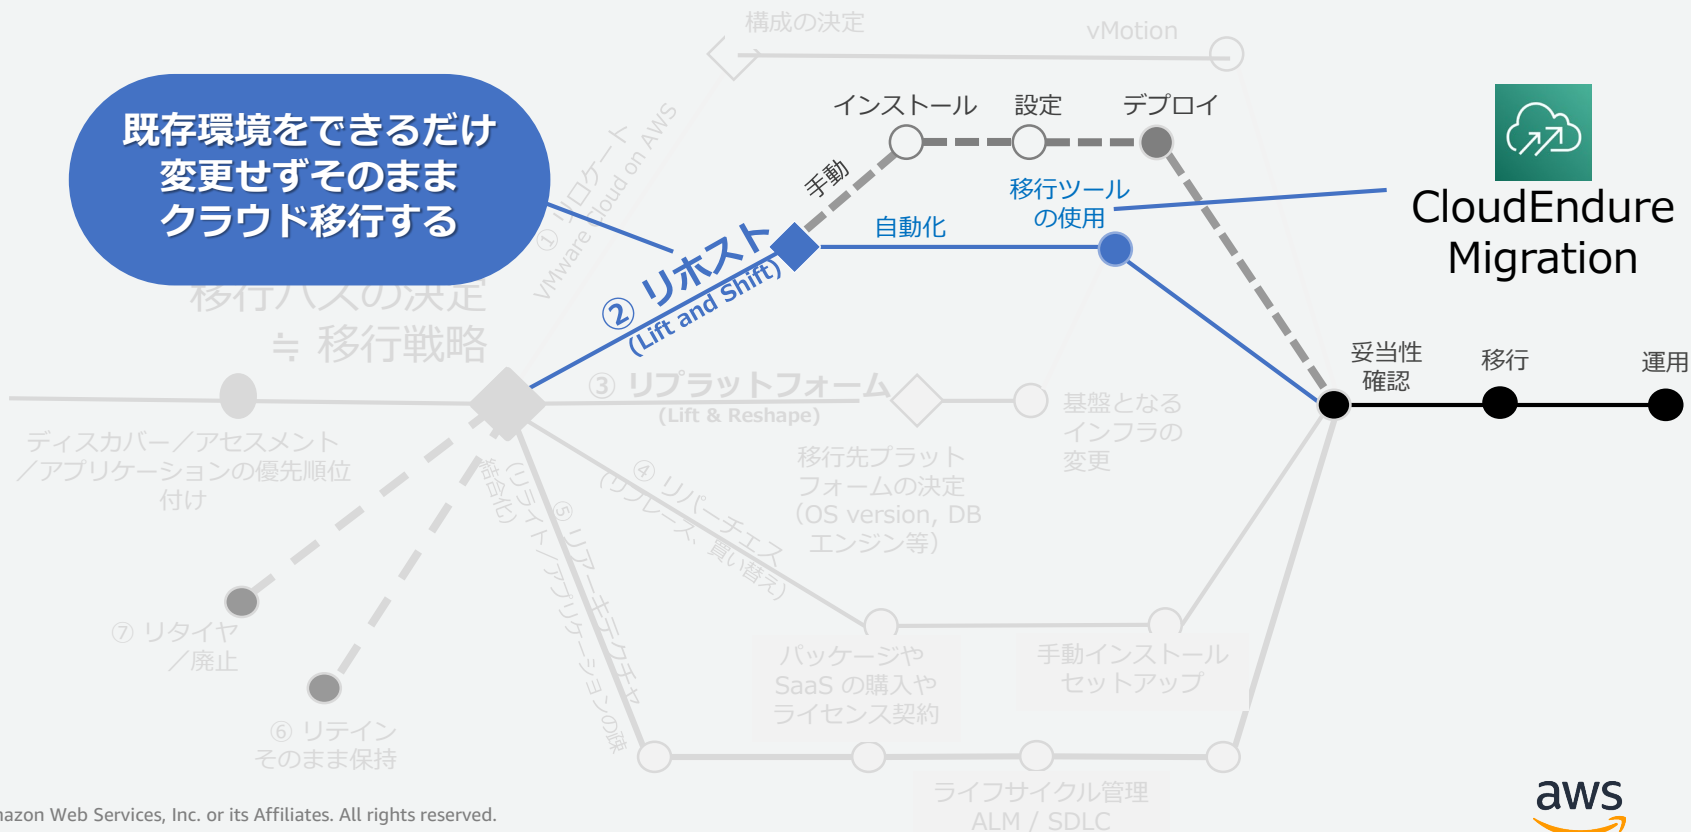 構成の決定
vMotion
既存環境をできるだけ
変更せずそのまま
クラウド移行する
① リロケート
VMware Cloud on AWS
インストール
設定
デプロイ
手動
自動化
移行ツール
の使用
CloudEndure
Migration
② リホスト
(Lift and Shift)
移行パスの決定
≒ 移行戦略
③ リプラットフォーム
(Lift & Reshape)
妥当性
確認
移行
運用
ディスカバー／アセスメント
／アプリケーションの優先順位
付け
基盤となる
インフラの
変更
移行先プラット
フォームの決定
（OS version, DB
エンジン等）
④ リパーチェス
（リプレース、買い替え）
⑤ リアーキテクチャ
（リライト／アプリケーションの疎
結合化）
⑦ リタイヤ
／廃止
⑥ リテイン
そのまま保持
パッケージや
SaaS の購入や
ライセンス契約
手動インストール
セットアップ
ライフサイクル管理
ALM / SDLC
mazon Web Services, Inc. or its Affiliates. All rights reserved.
aws